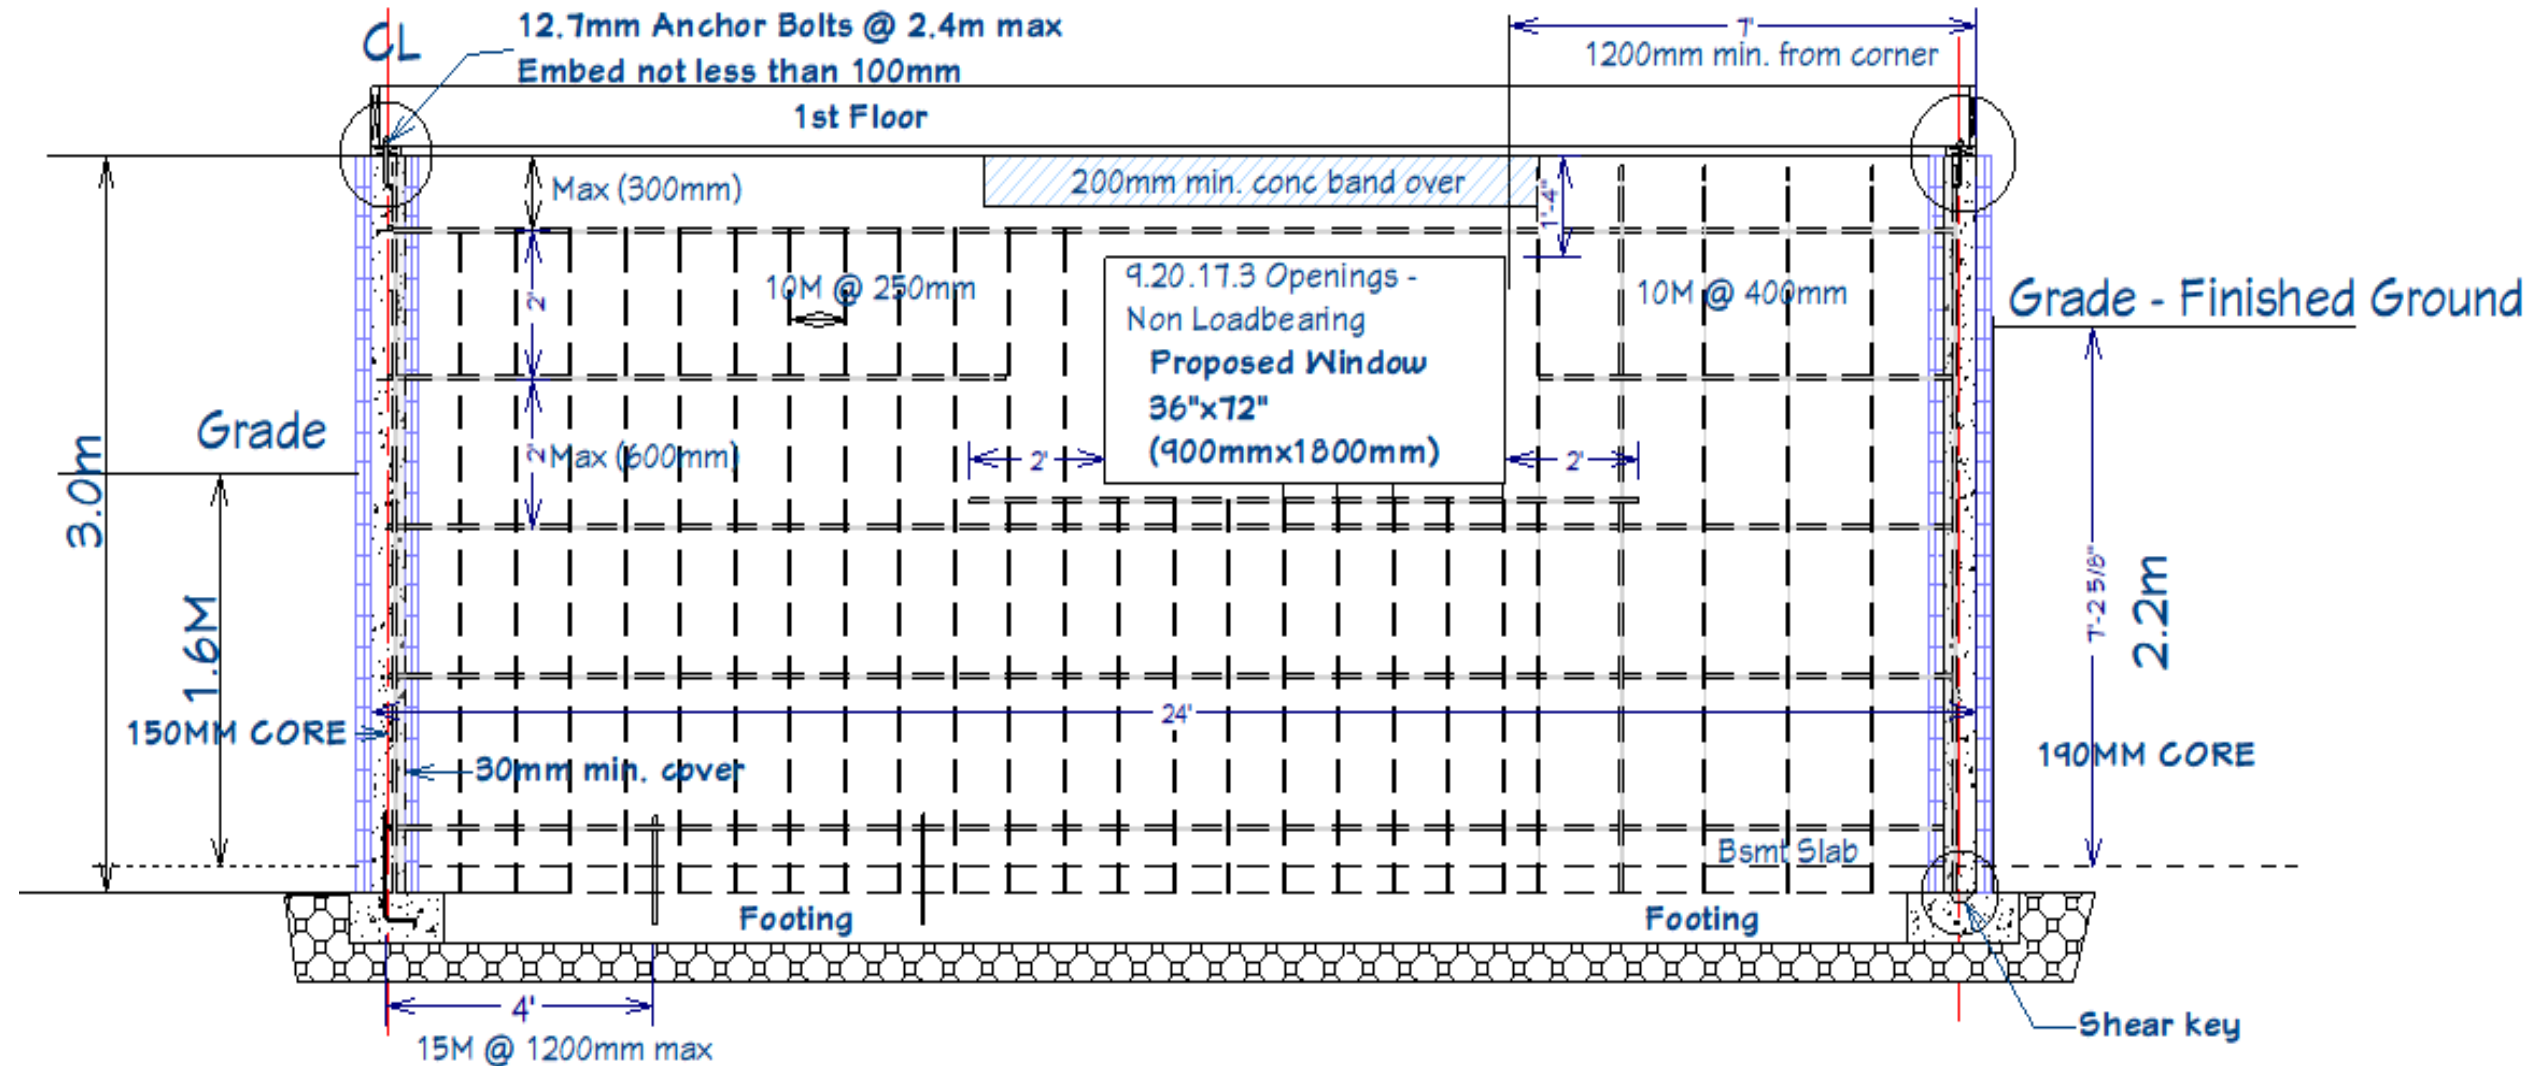 CL
12.7mm Anchor Bolts @ 2.4m max
Embed not less than 100mm
7'
1200mm min. from corner
1st Floor
Max (300mm)
200mm min. conc band over
1'-4"
2'
10M @ 250mm
9.20.17.3 Openings -
Non Loadbearing
Proposed Window
36"x72"
(900mmx1800mm)
10M @ 400mm
Grade - Finished Ground
Grade
3.0m
2'
Max (600mm)
2'
2'
1.6M
7'-2 5/8"
2.2m
24'
150MM CORE
190MM CORE
30mm min. cover
Bsmt Slab
Footing
Footing
4'
15M @ 1200mm max
Shear key